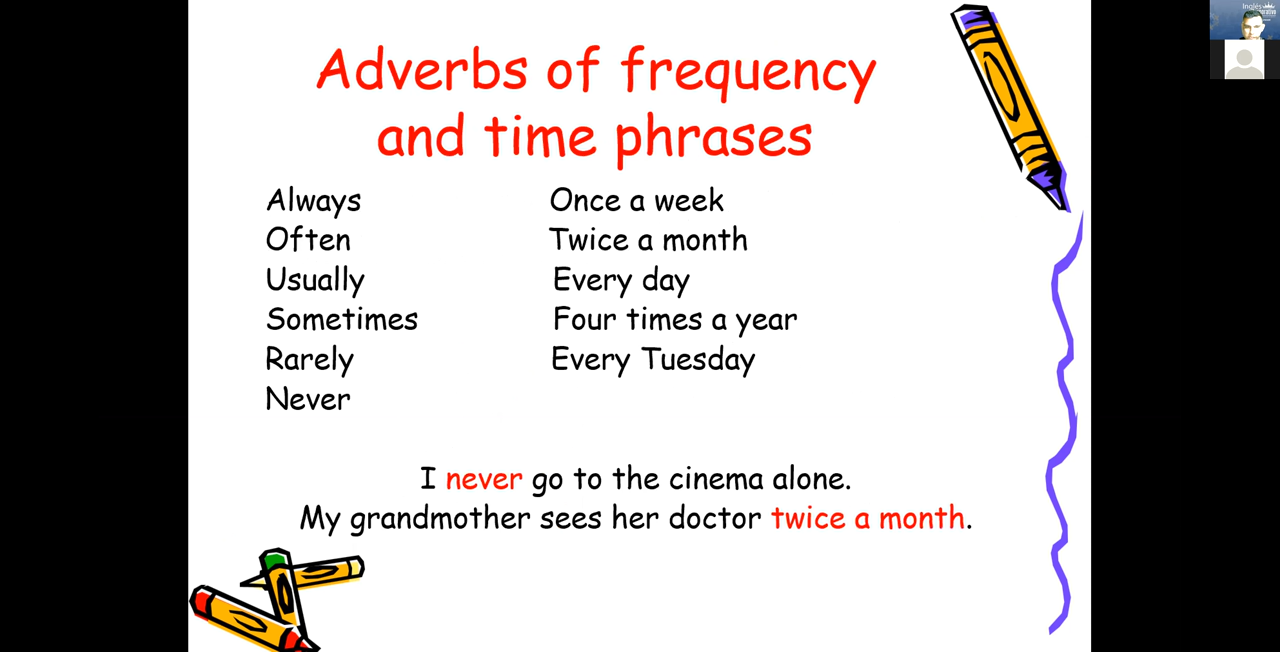 Adverbs of frequency
and time phrases
Always
Often
Usually
Sometimes
Rarely
Never
Once a week
Twice a month
Every day
Four times a year
Every Tuesday
I never go to the cinema alone.
My grandmother sees her doctor twice a month.
Inglés